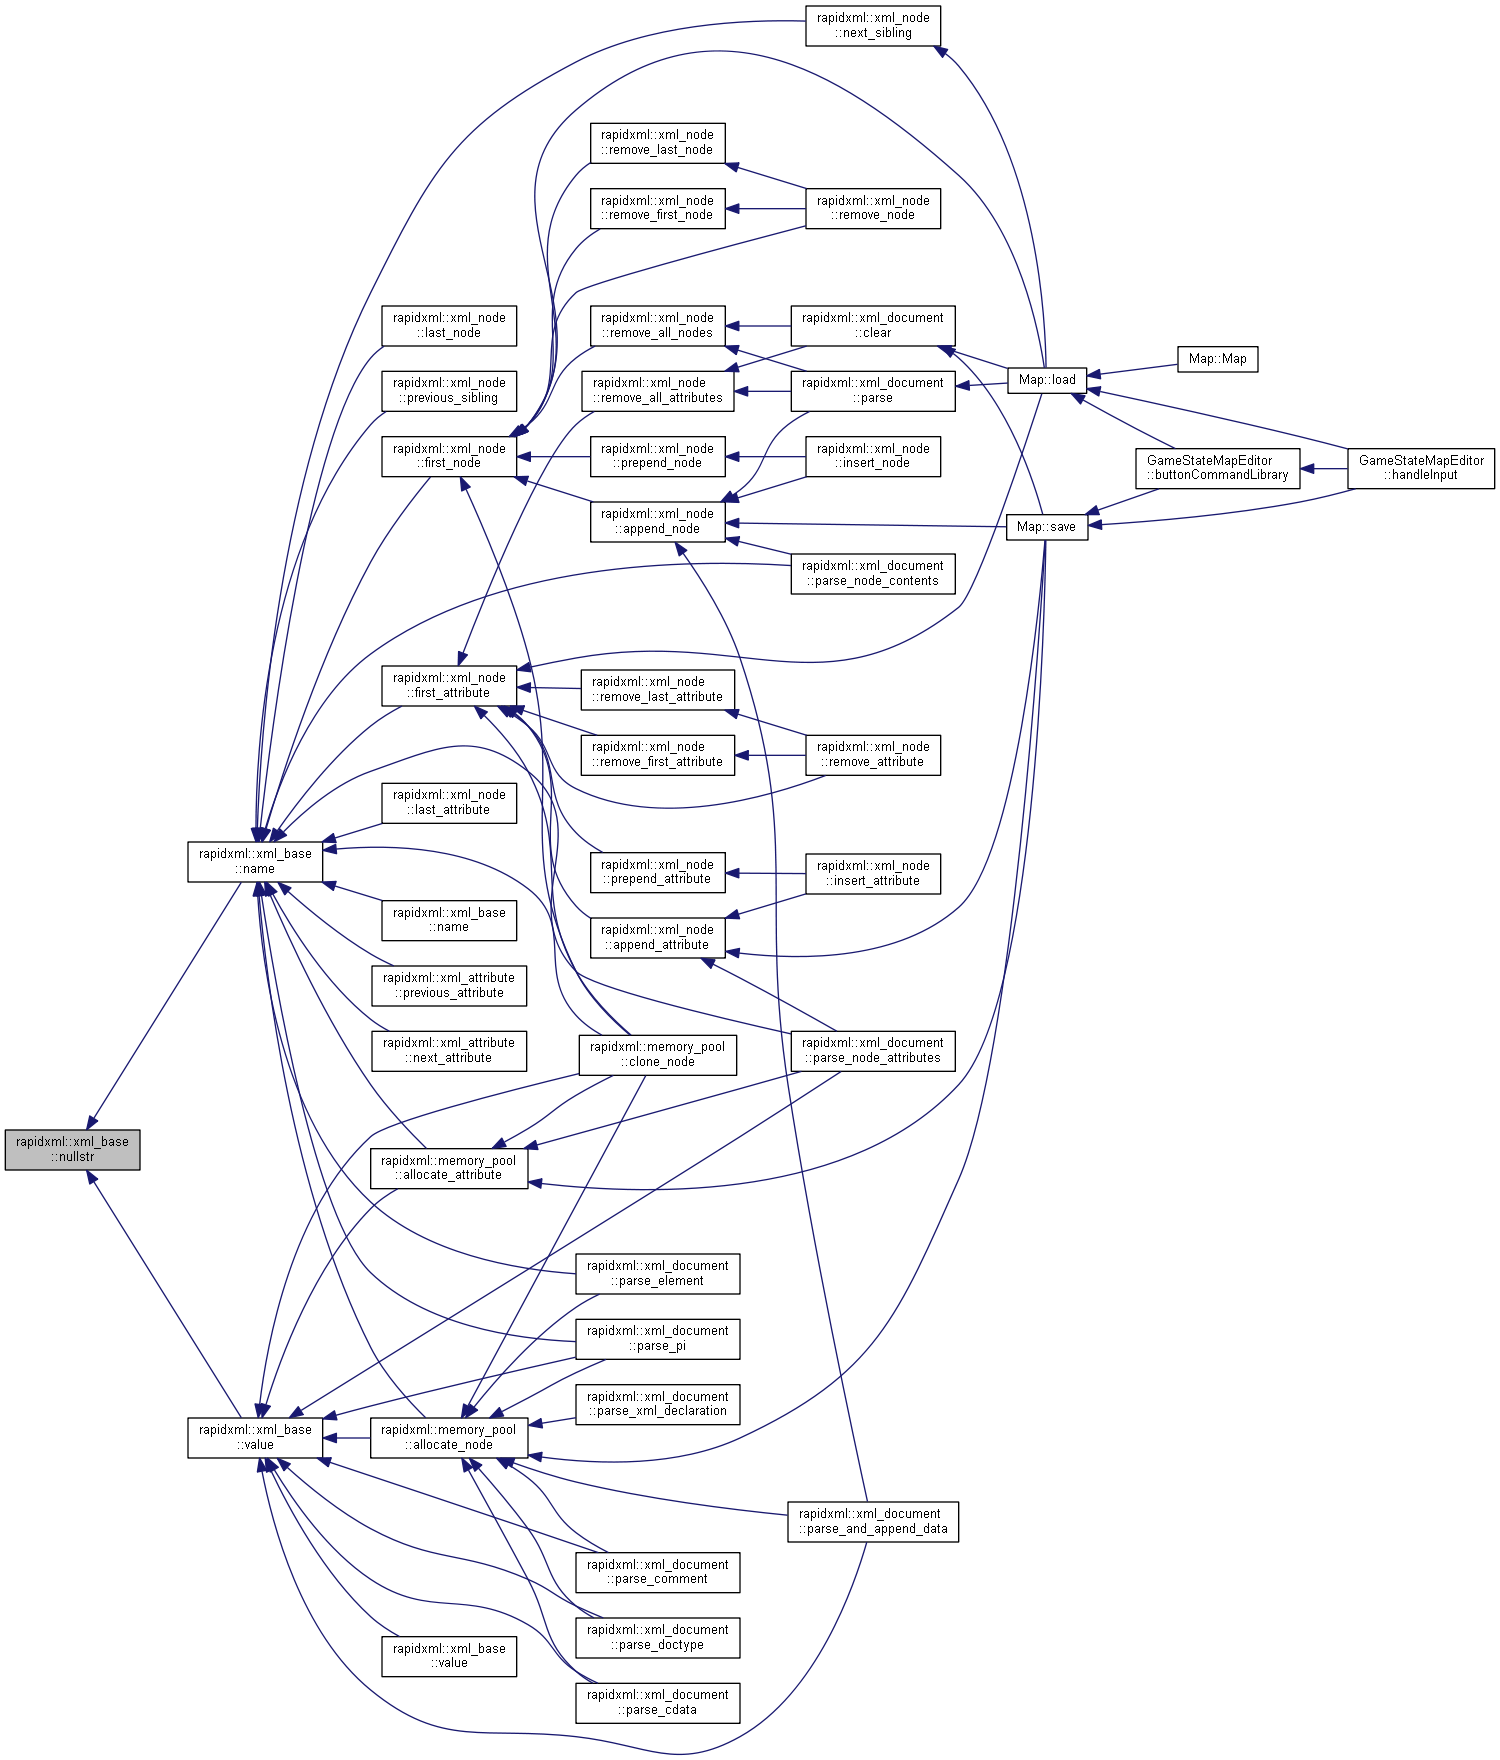 rapidxml::xml_node
::next_sibling
rapidxml::xml_node
::remove_last_node
rapidxml::xml_node
::remove_first_node
rapidxml::xml_node
::remove_node
rapidxml::xml_node
::last_node
rapidxml::xml_node
::remove_all_nodes
rapidxml::xml_document
::clear
Map::Map
rapidxml::xml_node
::previous_sibling
rapidxml::xml_node
::remove_all_attributes
rapidxml::xml_document
::parse
Map::load
rapidxml::xml_node
::first_node
rapidxml::xml_node
::prepend_node
rapidxml::xml_node
::insert_node
GameStateMapEditor
::buttonCommandLibrary
GameStateMapEditor
::handleInput
rapidxml::xml_node
::append_node
Map::save
rapidxml::xml_document
::parse_node_contents
rapidxml::xml_node
::first_attribute
rapidxml::xml_node
::remove_last_attribute
rapidxml::xml_node
::remove_first_attribute
rapidxml::xml_node
::remove_attribute
rapidxml::xml_node
::last_attribute
rapidxml::xml_base
::name
rapidxml::xml_node
::prepend_attribute
rapidxml::xml_node
::insert_attribute
rapidxml::xml_base
::name
rapidxml::xml_node
::append_attribute
rapidxml::xml_attribute
::previous_attribute
rapidxml::xml_attribute
::next_attribute
rapidxml::memory_pool
::clone_node
rapidxml::xml_document
::parse_node_attributes
rapidxml::xml_base
::nullstr
rapidxml::memory_pool
::allocate_attribute
rapidxml::xml_document
::parse_element
rapidxml::xml_document
::parse_pi
rapidxml::xml_document
::parse_xml_declaration
rapidxml::xml_base
::value
rapidxml::memory_pool
::allocate_node
rapidxml::xml_document
::parse_and_append_data
rapidxml::xml_document
::parse_comment
rapidxml::xml_document
::parse_doctype
rapidxml::xml_base
::value
rapidxml::xml_document
::parse_cdata